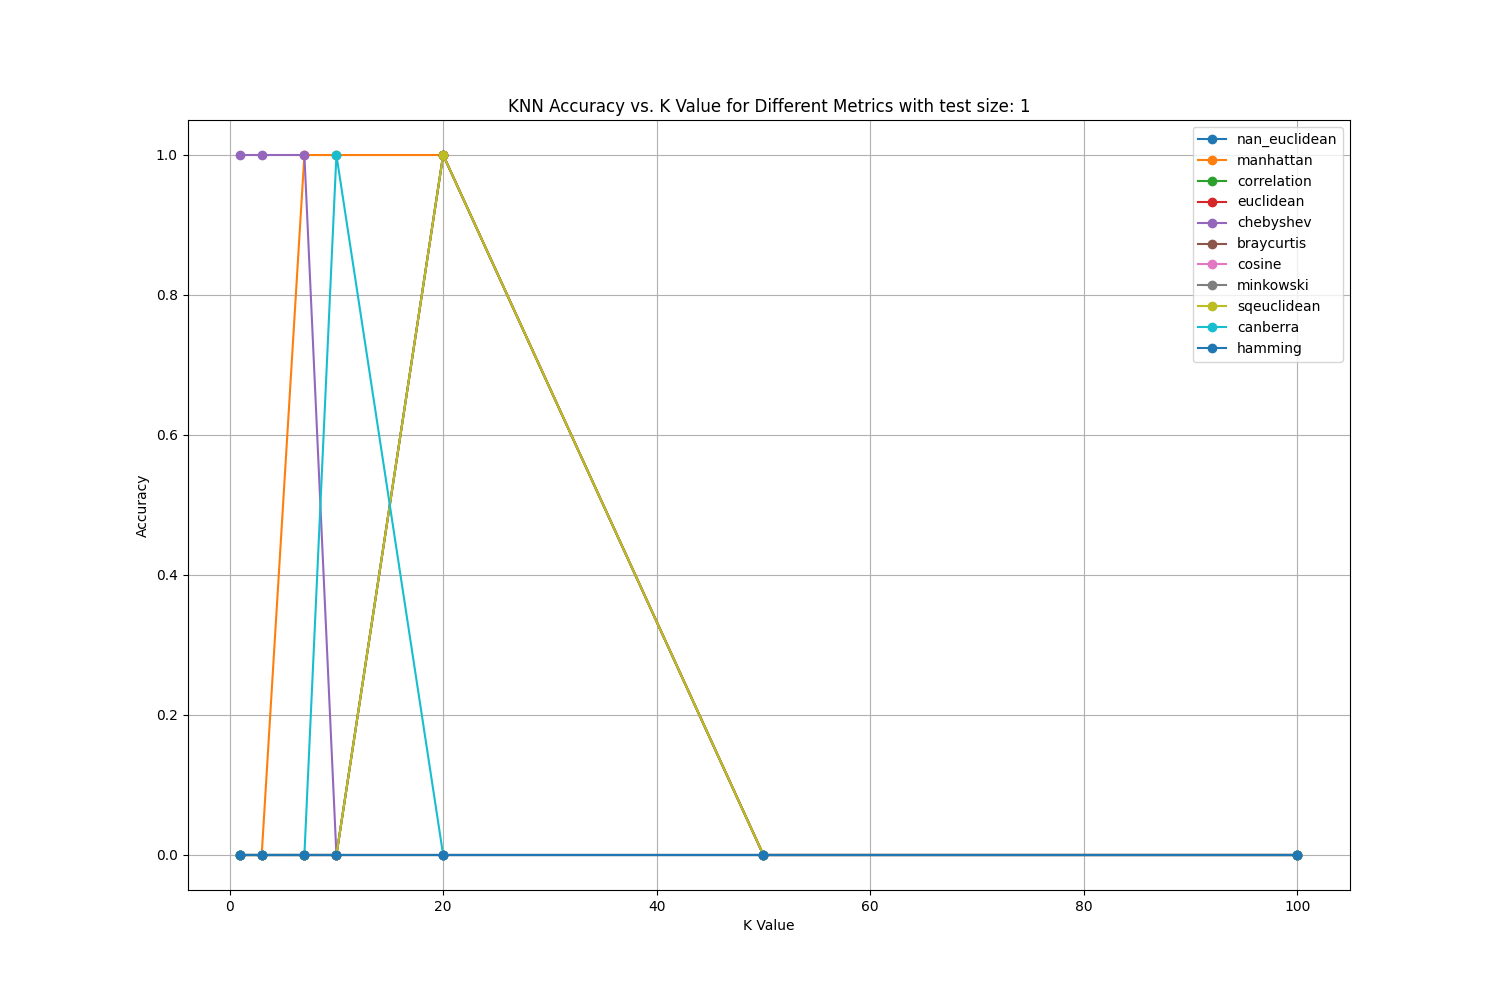 KNN Accuracy vs. K Value for Different Metrics with test size: 1
nan_euclidean
manhattan
correlation
euclidean
chebyshev
braycurtis
cosine
minkowski
sqeuclidean
canberra
hamming
1.0
0.8
0.6
0.4
0.2
0.0
Accuracy
0 20 40 60 80 100
K Value